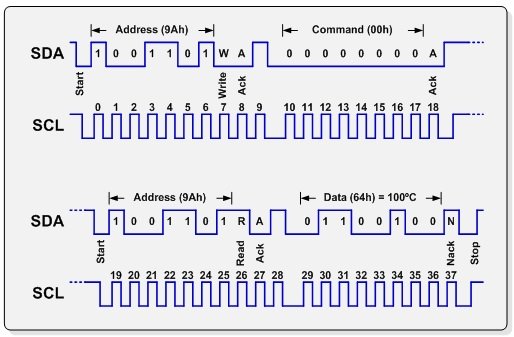 Address (9Ah) Command (00h)
SDA 1 0 0 1 1 0 1 W A 0 0 0 0 0 0 0 0 A
Start Write Ack Ack
0 1 2 3 4 5 6 7 8 9 10 11 12 13 14 15 16 17 18
SCL
Address (9Ah) Data (64h) = 100ºC
SDA 1 0 0 1 1 0 1 R A 0 1 1 0 0 1 0 0 N
Start Read Ack Nack Stop
19 20 21 22 23 24 25 26 27 28 29 30 31 32 33 34 35 36 37
SCL